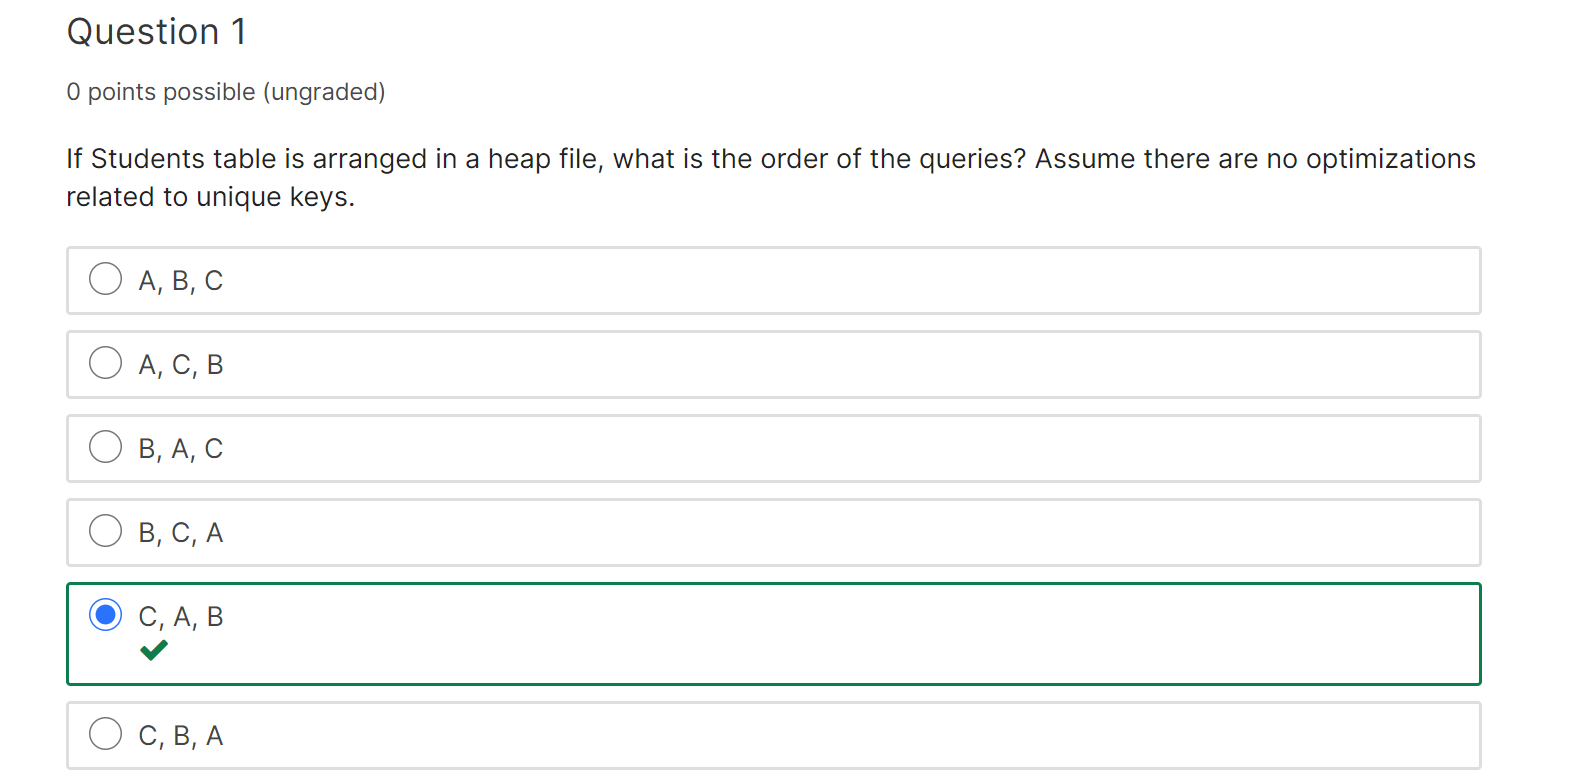 Question 1
0 points possible (ungraded)
If Students table is arranged in a heap file, what is the order of the queries? Assume there are no optimizations
related to unique keys.
A, B, C
A, C, B
B, A, C
B, C, A
C, A, B
C, B, A